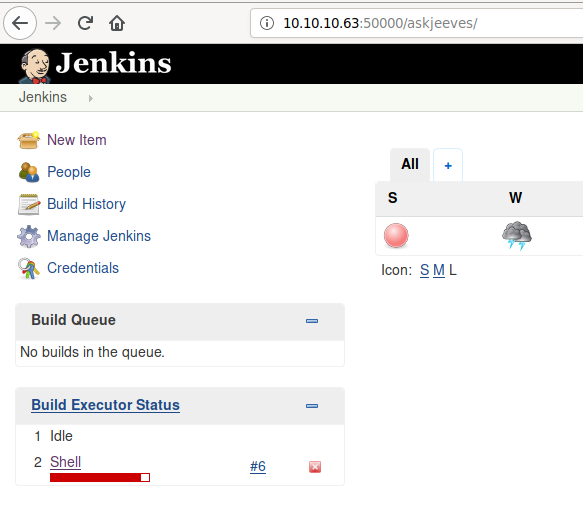 10.10.10.63:50000/askjeeves/
Jenkins
Jenkins
New Item
People
Build History
Manage Jenkins
Credentials
All +
S W
Icon: S M L
Build Queue
No builds in the queue.
Build Executor Status
1 Idle
2 Shell #6